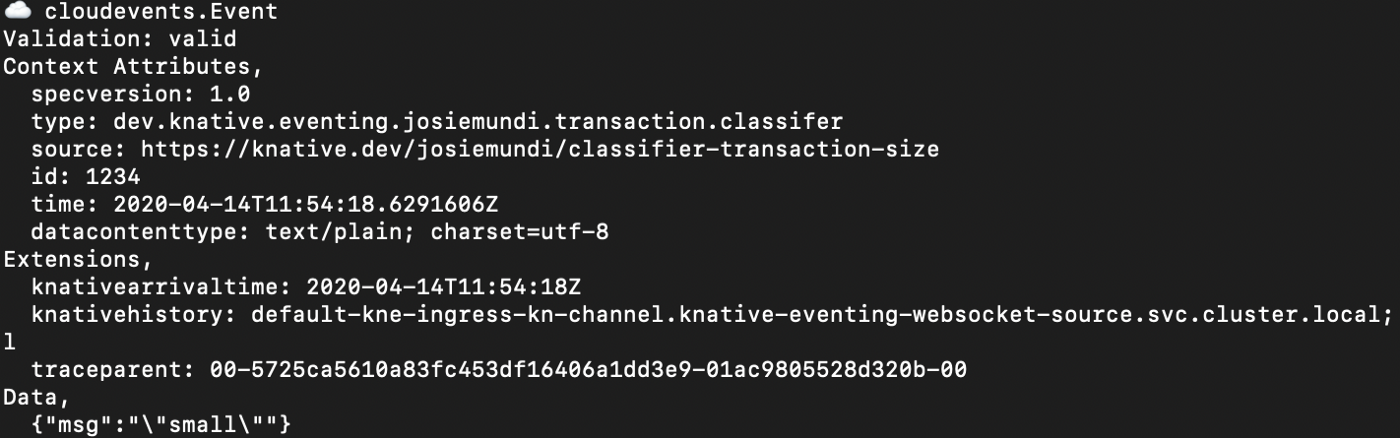 ☁️ cloudevents.Event
Validation: valid
Context Attributes,
  specversion: 1.0
  type: dev.knative.eventing.josiemundi.transaction.classifer
  source: https://knative.dev/josiemundi/classifier-transaction-size
  id: 1234
  time: 2020-04-14T11:54:18.6291606Z
  datacontenttype: text/plain; charset=utf-8
Extensions,
  knativearrivaltime: 2020-04-14T11:54:18Z
  knativehistory: default-kne-ingress-kn-channel.knative-eventing-websocket-source.svc.cluster.local;
l
  traceparent: 00-5725ca5610a83fc453df16406a1dd3e9-01ac9805528d320b-00
Data,
  {"msg":"\"small\""}